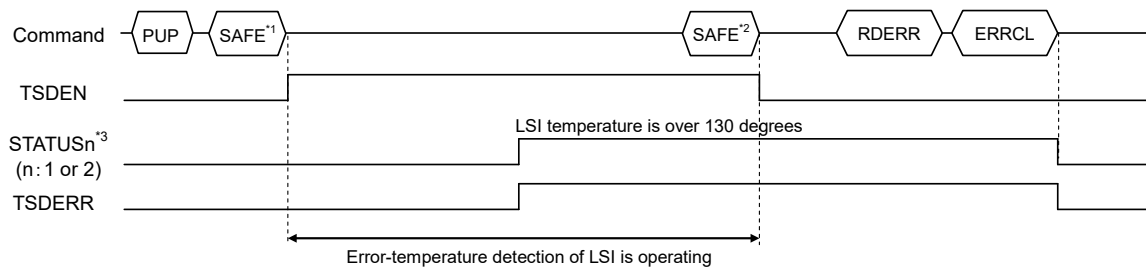 Command PUP SAFE*1 SAFE*2 RDERR ERRCL
TSDEN
LSI temperature is over 130 degrees
STATUSn*3
(n:1 or 2)
TSDERR
Error-temperature detection of LSI is operating